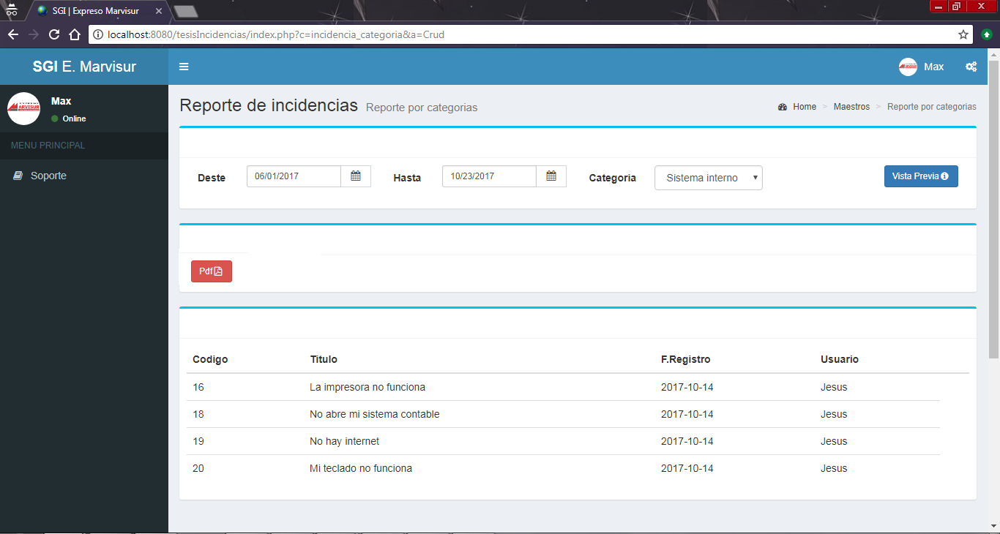 SGI | Expreso Marvisur
localhost:8080/tesisIncidencias/index.php?c=incidencia_categoria&a=Crud
SGI E. Marvisur
Max
Max
Online
MENU PRINCIPAL
Soporte
Reporte de incidencias Reporte por categorias
Home > Maestros > Reporte por categorias
Deste 06/01/2017 Hasta 10/23/2017 Categoria Sistema interno Vista Previa
Pdf
Codigo Titulo F.Registro Usuario
16 La impresora no funciona 2017-10-14 Jesus
18 No abre mi sistema contable 2017-10-14 Jesus
19 No hay internet 2017-10-14 Jesus
20 Mi teclado no funciona 2017-10-14 Jesus